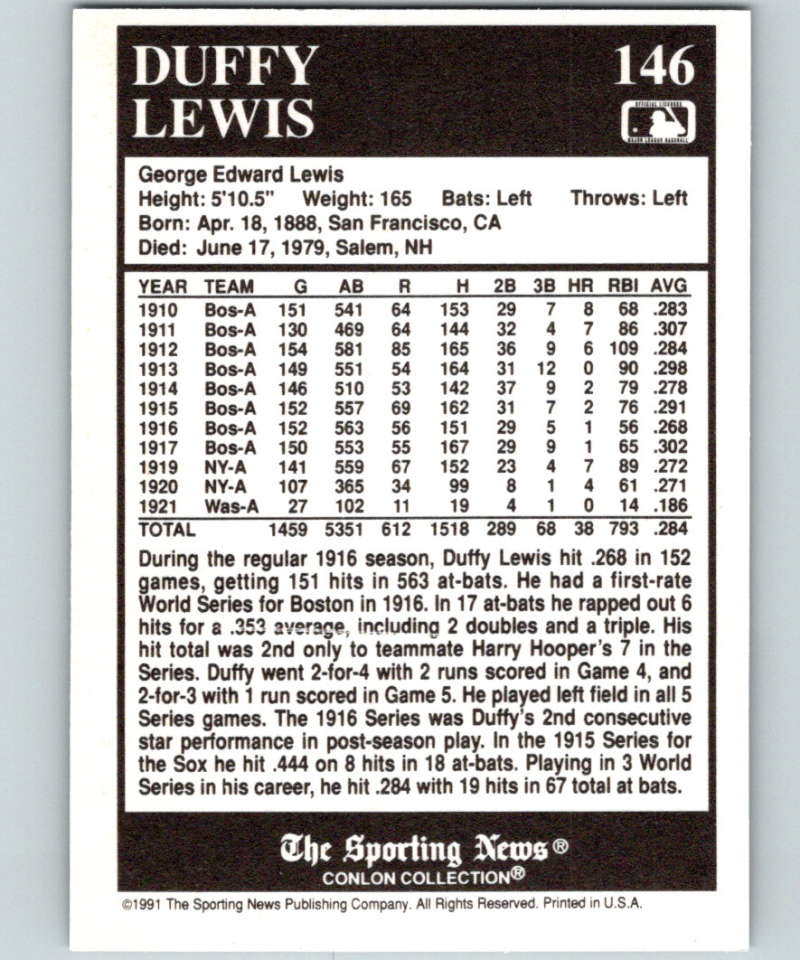 DUFFY 146
LEWIS
OFFICIAL LICENSEE
MAJOR LEAGUE BASEBALL
George Edward Lewis
Height: 5'10.5" Weight: 165 Bats: Left Throws: Left
Born: Apr. 18, 1888, San Francisco, CA
Died: June 17, 1979, Salem, NH
YEAR TEAM G AB R H 2B 3B HR RBI AVG
1910 Bos-A 151 541 64 153 29 7 8 68 .283
1911 Bos-A 130 469 64 144 32 4 7 86 .307
1912 Bos-A 154 581 85 165 36 9 6 109 .284
1913 Bos-A 149 551 54 164 31 12 0 90 .298
1914 Bos-A 146 510 53 142 37 9 2 79 .278
1915 Bos-A 152 557 69 162 31 7 2 76 .291
1916 Bos-A 152 563 56 151 29 5 1 56 .268
1917 Bos-A 150 553 55 167 29 9 1 65 .302
1919 NY-A 141 559 67 152 23 4 7 89 .272
1920 NY-A 107 365 34 99 8 1 4 61 .271
1921 Was-A 27 102 11 19 4 1 0 14 .186
TOTAL 1459 5351 612 1518 289 68 38 793 .284
During the regular 1916 season, Duffy Lewis hit .268 in 152
games, getting 151 hits in 563 at-bats. He had a first-rate
World Series for Boston in 1916. In 17 at-bats he rapped out 6
hits for a .353 average, including 2 doubles and a triple. His
hit total was 2nd only to teammate Harry Hooper's 7 in the
Series. Duffy went 2-for-4 with 2 runs scored in Game 4, and
2-for-3 with 1 run scored in Game 5. He played left field in all 5
Series games. The 1916 Series was Duffy's 2nd consecutive
star performance in post-season play. In the 1915 Series for
the Sox he hit .444 on 8 hits in 18 at-bats. Playing in 3 World
Series in his career, he hit .284 with 19 hits in 67 total at bats.
The Sporting News®
CONLON COLLECTION®
©1991 The Sporting News Publishing Company. All Rights Reserved. Printed in U.S.A.